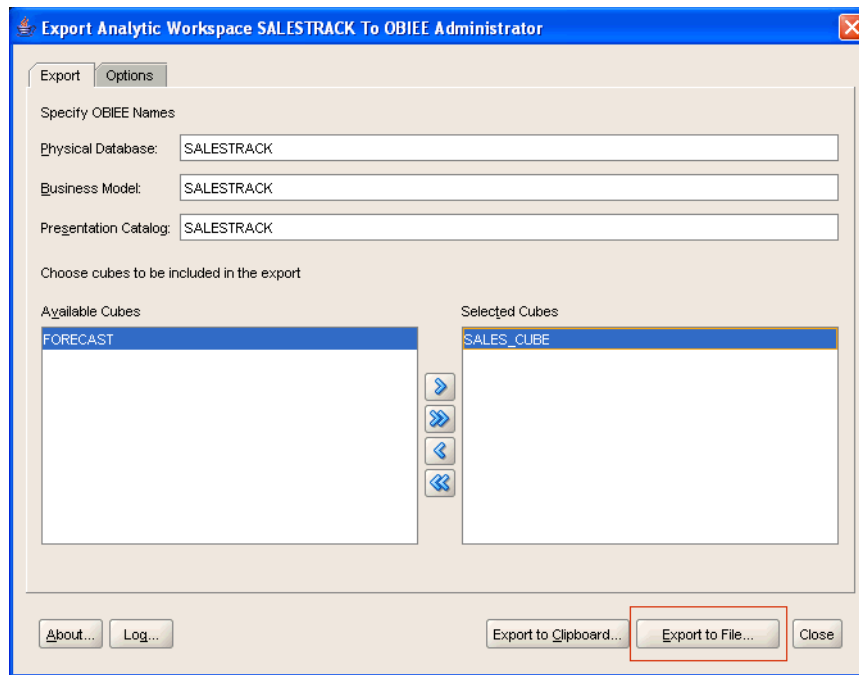 Export Analytic Workspace SALESTRACK To OBIEE Administrator
Export Options
Specify OBIEE Names
Physical Database: SALESTRACK
Business Model: SALESTRACK
Presentation Catalog: SALESTRACK
Choose cubes to be included in the export
Available Cubes Selected Cubes
FORECAST SALES_CUBE
About... Log... Export to Clipboard... Export to File... Close